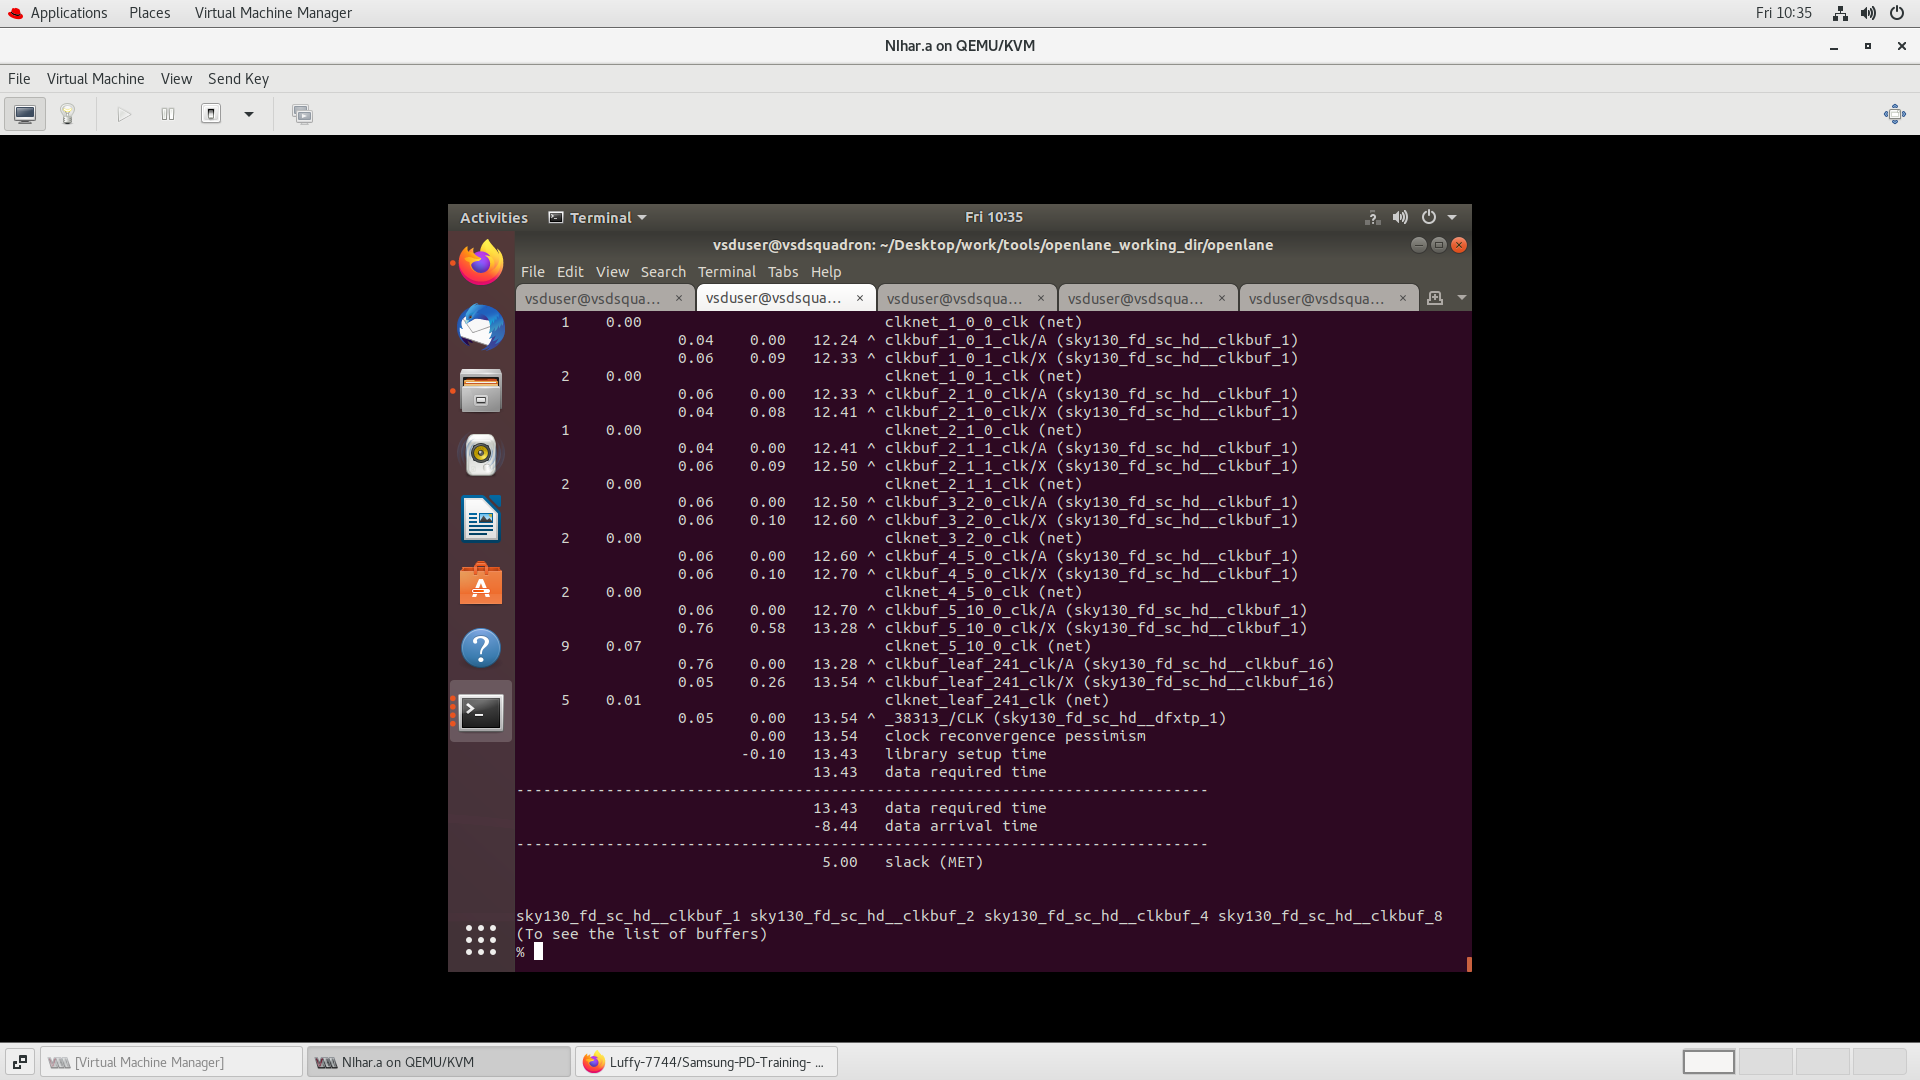 Applications Places Virtual Machine Manager Fri 10:35
NIhar.a on QEMU/KVM
File Virtual Machine View Send Key
Activities Terminal Fri 10:35
vsduser@vsdsquadron: ~/Desktop/work/tools/openlane_working_dir/openlane
File Edit View Search Terminal Tabs Help
vsduser@vsdsqua... × vsduser@vsdsqua... × vsduser@vsdsqua... × vsduser@vsdsqua... × vsduser@vsdsqua... ×
1 0.00 clknet_1_0_0_clk (net)
0.04 0.00 12.24 ^ clkbuf_1_0_1_clk/A (sky130_fd_sc_hd__clkbuf_1)
0.06 0.09 12.33 ^ clkbuf_1_0_1_clk/X (sky130_fd_sc_hd__clkbuf_1)
2 0.00 clknet_1_0_1_clk (net)
0.06 0.00 12.33 ^ clkbuf_2_1_0_clk/A (sky130_fd_sc_hd__clkbuf_1)
0.04 0.08 12.41 ^ clkbuf_2_1_0_clk/X (sky130_fd_sc_hd__clkbuf_1)
1 0.00 clknet_2_1_0_clk (net)
0.04 0.00 12.41 ^ clkbuf_2_1_1_clk/A (sky130_fd_sc_hd__clkbuf_1)
0.06 0.09 12.50 ^ clkbuf_2_1_1_clk/X (sky130_fd_sc_hd__clkbuf_1)
2 0.00 clknet_2_1_1_clk (net)
0.06 0.00 12.50 ^ clkbuf_3_2_0_clk/A (sky130_fd_sc_hd__clkbuf_1)
0.06 0.10 12.60 ^ clkbuf_3_2_0_clk/X (sky130_fd_sc_hd__clkbuf_1)
2 0.00 clknet_3_2_0_clk (net)
0.06 0.00 12.60 ^ clkbuf_4_5_0_clk/A (sky130_fd_sc_hd__clkbuf_1)
0.06 0.10 12.70 ^ clkbuf_4_5_0_clk/X (sky130_fd_sc_hd__clkbuf_1)
2 0.00 clknet_4_5_0_clk (net)
0.06 0.00 12.70 ^ clkbuf_5_10_0_clk/A (sky130_fd_sc_hd__clkbuf_1)
0.76 0.58 13.28 ^ clkbuf_5_10_0_clk/X (sky130_fd_sc_hd__clkbuf_1)
9 0.07 clknet_5_10_0_clk (net)
0.76 0.00 13.28 ^ clkbuf_leaf_241_clk/A (sky130_fd_sc_hd__clkbuf_16)
0.05 0.26 13.54 ^ clkbuf_leaf_241_clk/X (sky130_fd_sc_hd__clkbuf_16)
5 0.01 clknet_leaf_241_clk (net)
0.05 0.00 13.54 ^ _38313_/CLK (sky130_fd_sc_hd__dfxtp_1)
0.00 13.54 clock reconvergence pessimism
-0.10 13.43 library setup time
13.43 data required time
-----------------------------------------------------------------------------
13.43 data required time
-8.44 data arrival time
-----------------------------------------------------------------------------
5.00 slack (MET)
sky130_fd_sc_hd__clkbuf_1 sky130_fd_sc_hd__clkbuf_2 sky130_fd_sc_hd__clkbuf_4 sky130_fd_sc_hd__clkbuf_8
(To see the list of buffers)
%
[Virtual Machine Manager] NIhar.a on QEMU/KVM Luffy-7744/Samsung-PD-Training- ...